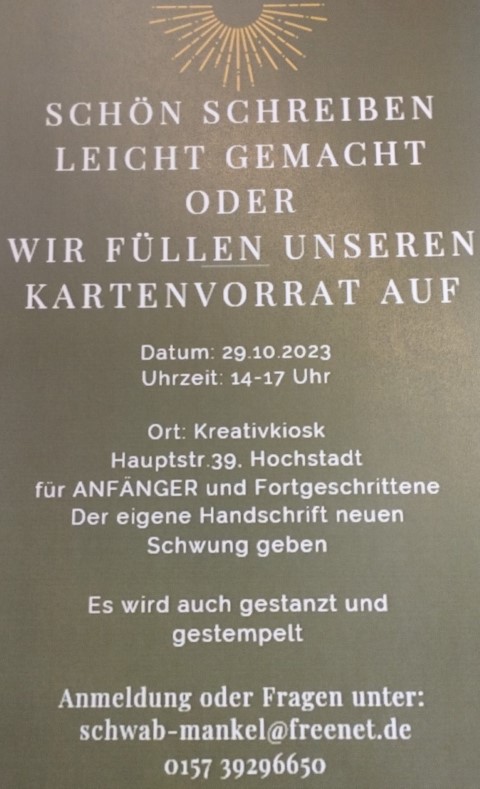 SCHÖN SCHREIBEN
LEICHT GEMACHT
ODER
WIR FÜLLEN UNSEREN
KARTENVORRAT AUF
Datum: 29.10.2023
Uhrzeit: 14-17 Uhr
Ort: Kreativkiosk
Hauptstr.39, Hochstadt
für ANFÄNGER und Fortgeschrittene
Der eigene Handschrift neuen
Schwung geben
Es wird auch gestanzt und
gestempelt
Anmeldung oder Fragen unter:
schwab-mankel@freenet.de
0157 39296650